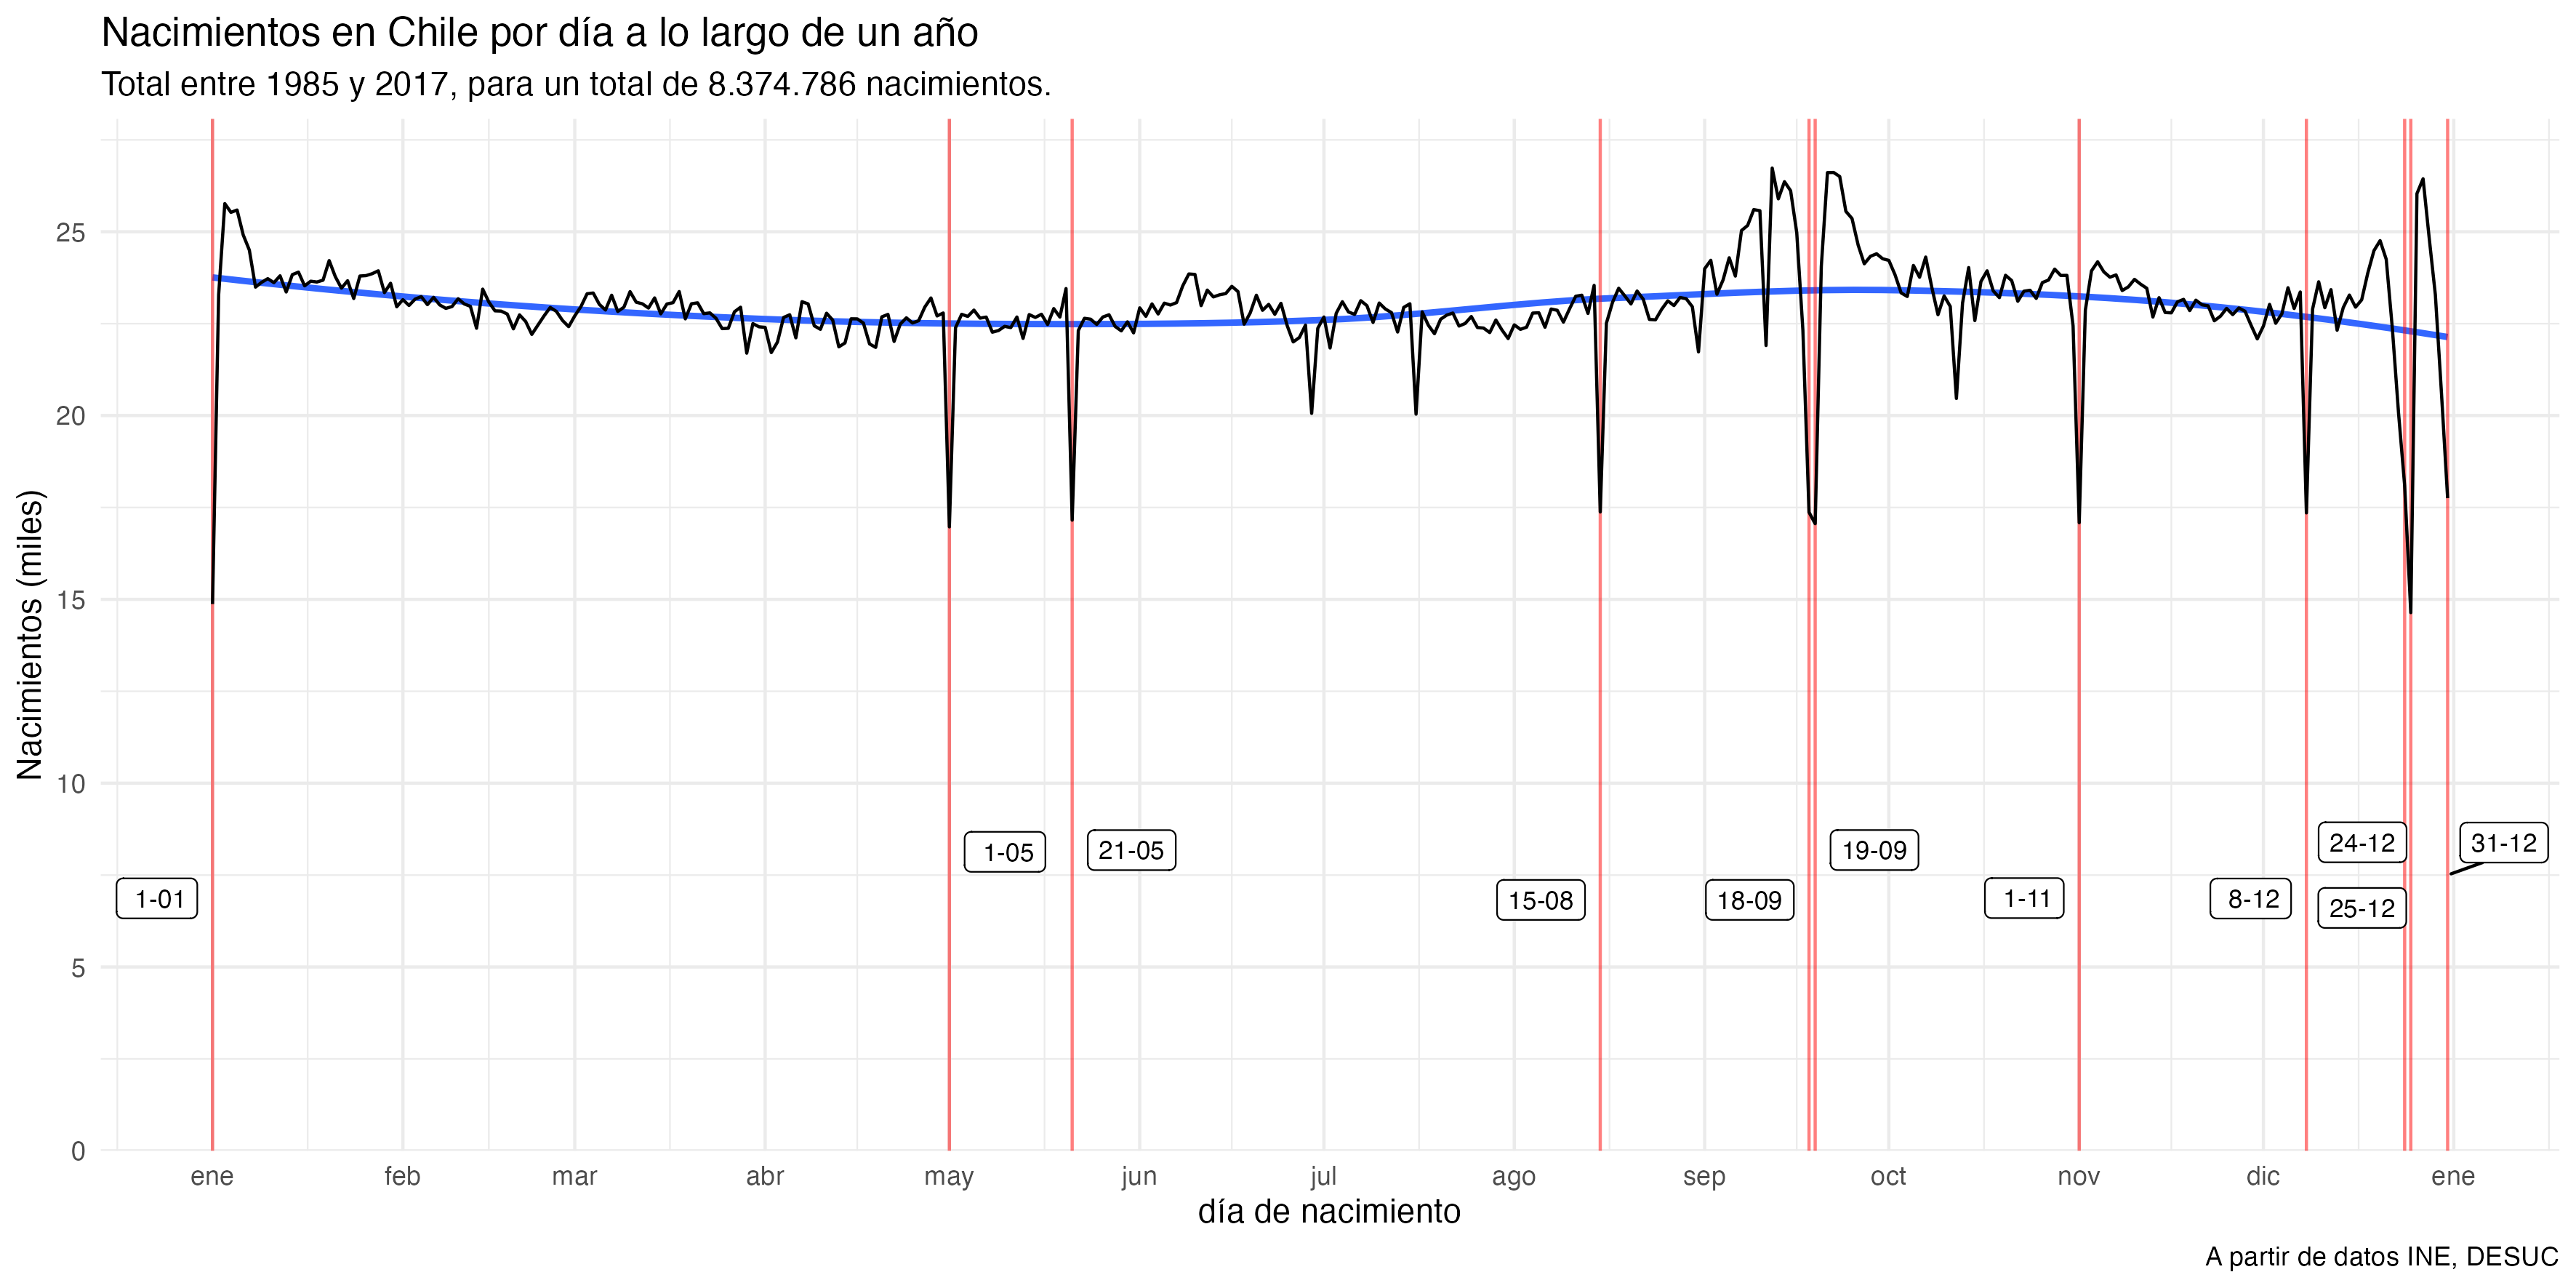 Nacimientos en Chile por día a lo largo de un año
Total entre 1985 y 2017, para un total de 8.374.786 nacimientos.
Nacimientos (miles)
25
20
15
10
5
0
1-01
1-05
21-05
15-08
18-09
19-09
1-11
8-12
24-12
25-12
31-12
ene feb mar abr may jun jul ago sep oct nov dic ene
día de nacimiento
A partir de datos INE, DESUC